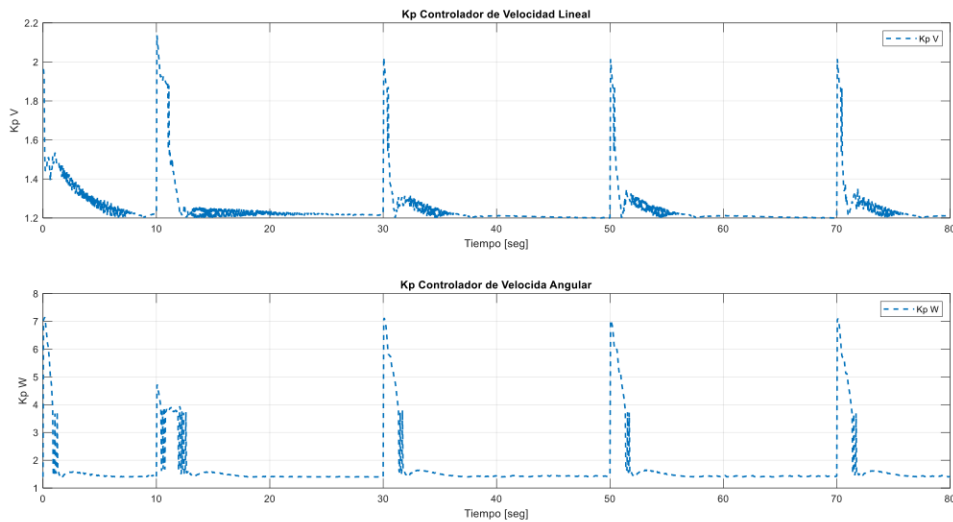 Kp Controlador de Velocidad Lineal
2.2
2
1.8
1.6
1.4
1.2
Kp V
Kp V
0 10 20 30 40 50 60 70 80
Tiempo [seg]
Kp Controlador de Velocida Angular
8
7
6
5
4
3
2
1
Kp W
Kp W
0 10 20 30 40 50 60 70 80
Tiempo [seg]